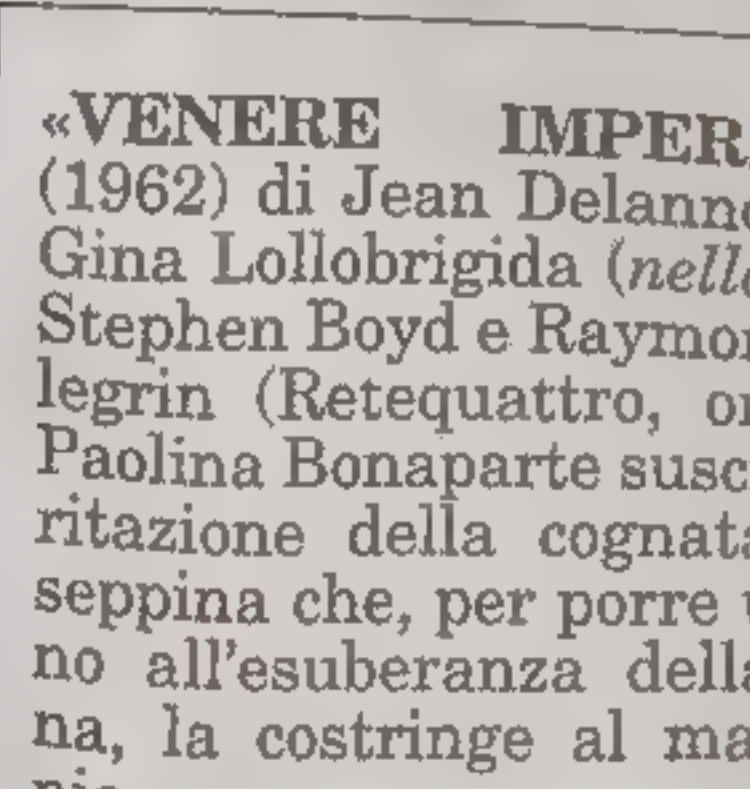 «VENERE IMPER
(1962) di Jean Delann
Gina Lollobrigida (nell
Stephen Boyd e Raymo
legrin (Retequattro, o
Paolina Bonaparte susc
ritazione della cognat
seppina che, per porre
no all'esuberanza dell
na, la costringe al ma